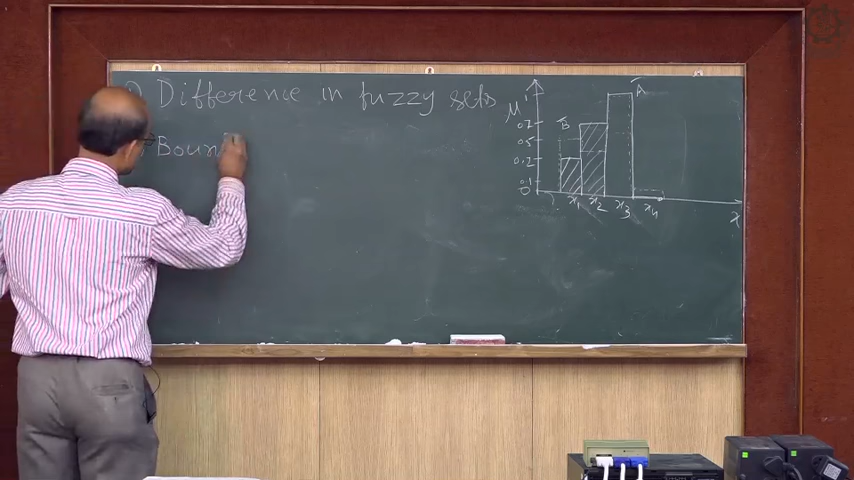 Difference in fuzzy sets
Boun
μ
A
B
0.7
0.5
0.2
0.1
0
x1 x2 x3 x4
x